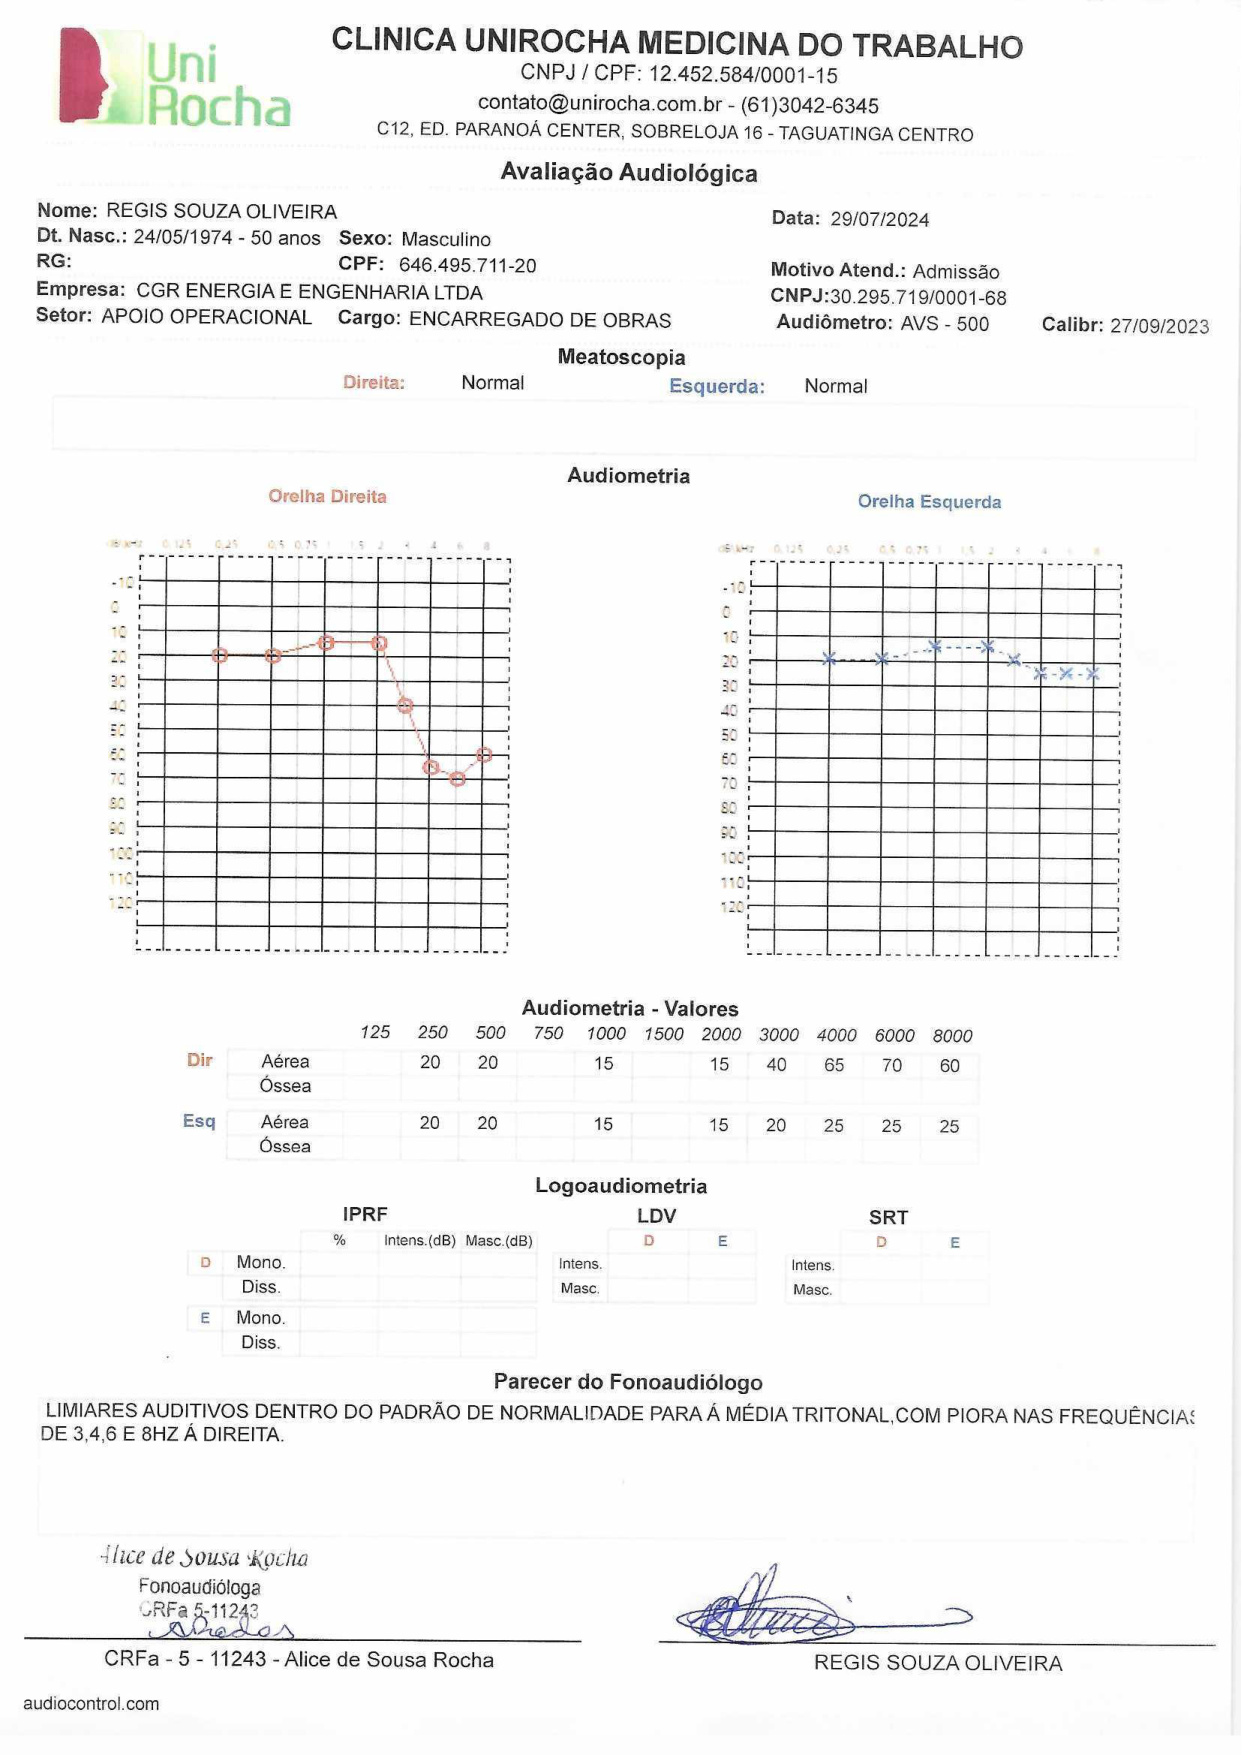 Uni
Rocha
CLINICA UNIROCHA MEDICINA DO TRABALHO
CNPJ / CPF: 12.452.584/0001-15
contato@unirocha.com.br - (61)3042-6345
C12, ED. PARANOÁ CENTER, SOBRELOJA 16 - TAGUATINGA CENTRO
Avaliação Audiológica
Nome: REGIS SOUZA OLIVEIRA
Data: 29/07/2024
Dt. Nasc.: 24/05/1974 - 50 anos Sexo: Masculino
RG: CPF: 646.495.711-20
Motivo Atend.: Admissão
Empresa: CGR ENERGIA E ENGENHARIA LTDA
CNPJ:30.295.719/0001-68
Setor: APOIO OPERACIONAL Cargo: ENCARREGADO DE OBRAS
Audiômetro: AVS - 500 Calibr: 27/09/2023
Meatoscopia
Direita: Normal Esquerda: Normal
Audiometria
Orelha Direita
Orelha Esquerda
0,125 0,25 0,5 0,75 1 1,5 2 3 4 6 8
-10
0
10
20
30
40
50
60
70
80
90
100
110
120
0,125 0,25 0,5 0,75 1 1,5 2 3 4 6 8
-10
0
10
20
30
40
50
60
70
80
90
100
110
120
Audiometria - Valores
125 250 500 750 1000 1500 2000 3000 4000 6000 8000
Dir Aérea 20 20 15 15 40 65 70 60
Óssea
Esq Aérea 20 20 15 15 20 25 25 25
Óssea
Logoaudiometria
IPRF LDV SRT
% Intens.(dB) Masc.(dB) D E D E
D Mono. Intens. Intens.
Diss. Masc. Masc.
E Mono.
Diss.
Parecer do Fonoaudiólogo
LIMIARES AUDITIVOS DENTRO DO PADRÃO DE NORMALIDADE PARA Á MÉDIA TRITONAL,COM PIORA NAS FREQUÊNCIAS
DE 3,4,6 E 8HZ Á DIREITA.
Alice de Sousa Rocha
Fonoaudióloga
CRFa 5-11243
CRFa - 5 - 11243 - Alice de Sousa Rocha
REGIS SOUZA OLIVEIRA
audiocontrol.com